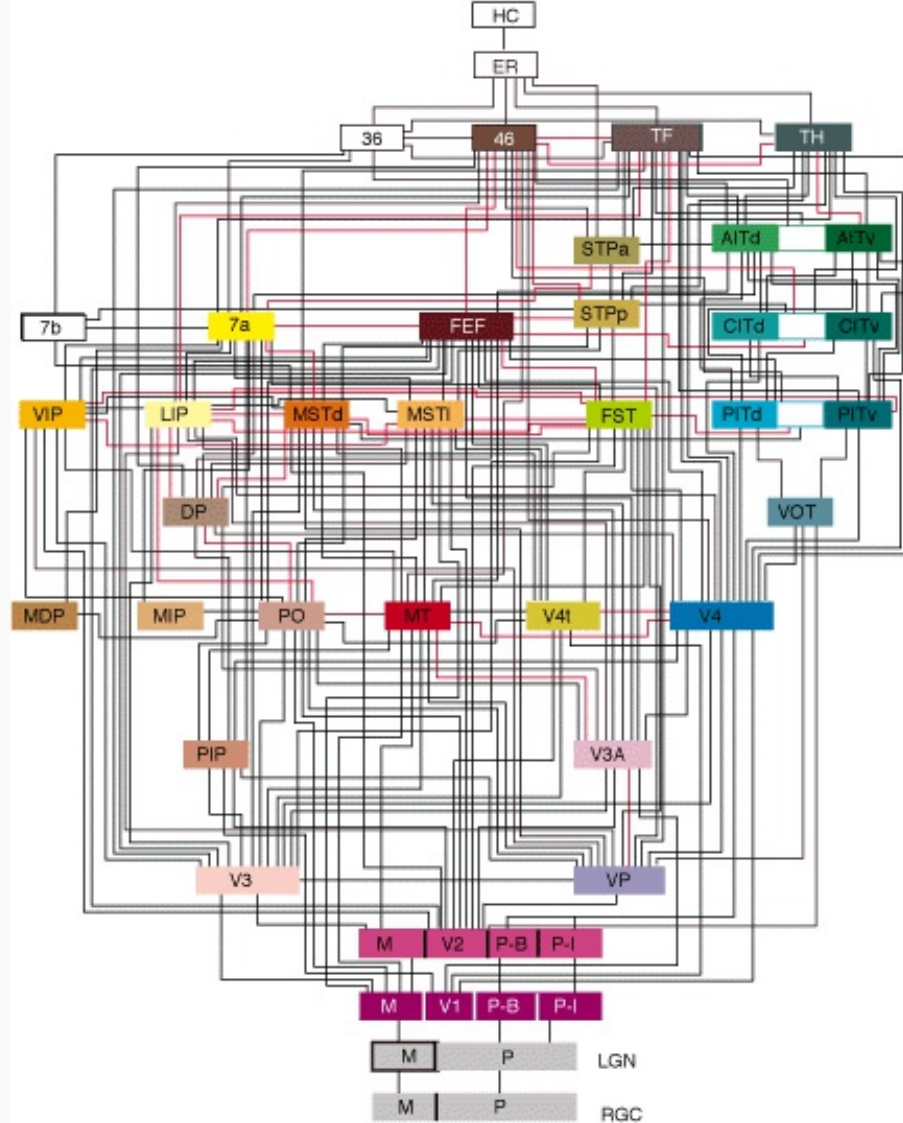 HC
ER
36 46 TF TH
STPa AITd AITv
7b 7a FEF STPp CITd CITv
VIP LIP MSTd MSTl FST PITd PITv
DP VOT
MDP MIP PO MT V4t V4
PIP V3A
V3 VP
M V2 P-B P-I
M V1 P-B P-I
M P LGN
M P RGC